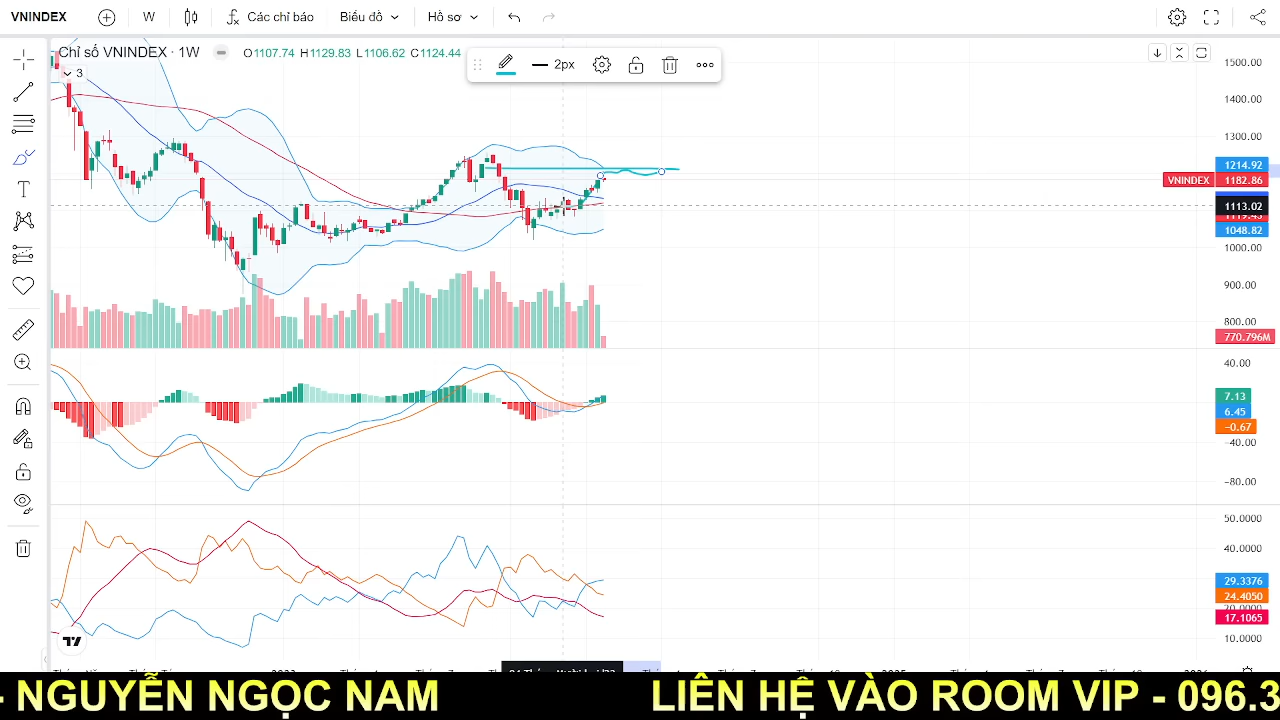 VNINDEX
W
Các chỉ báo
Biểu đồ
Hồ sơ
Chỉ số VNINDEX · 1W
O1107.74 H1129.83 L1106.62 C1124.44
3
2px
1500.00
1400.00
1300.00
1214.92
VNINDEX 1182.86
1113.02
1048.82
1000.00
900.00
800.00
770.796M
40.00
7.13
6.45
−0.67
−40.00
−80.00
50.0000
40.0000
29.3376
24.4050
17.1065
10.0000
- NGUYỄN NGỌC NAM
LIÊN HỆ VÀO ROOM VIP - 096.3